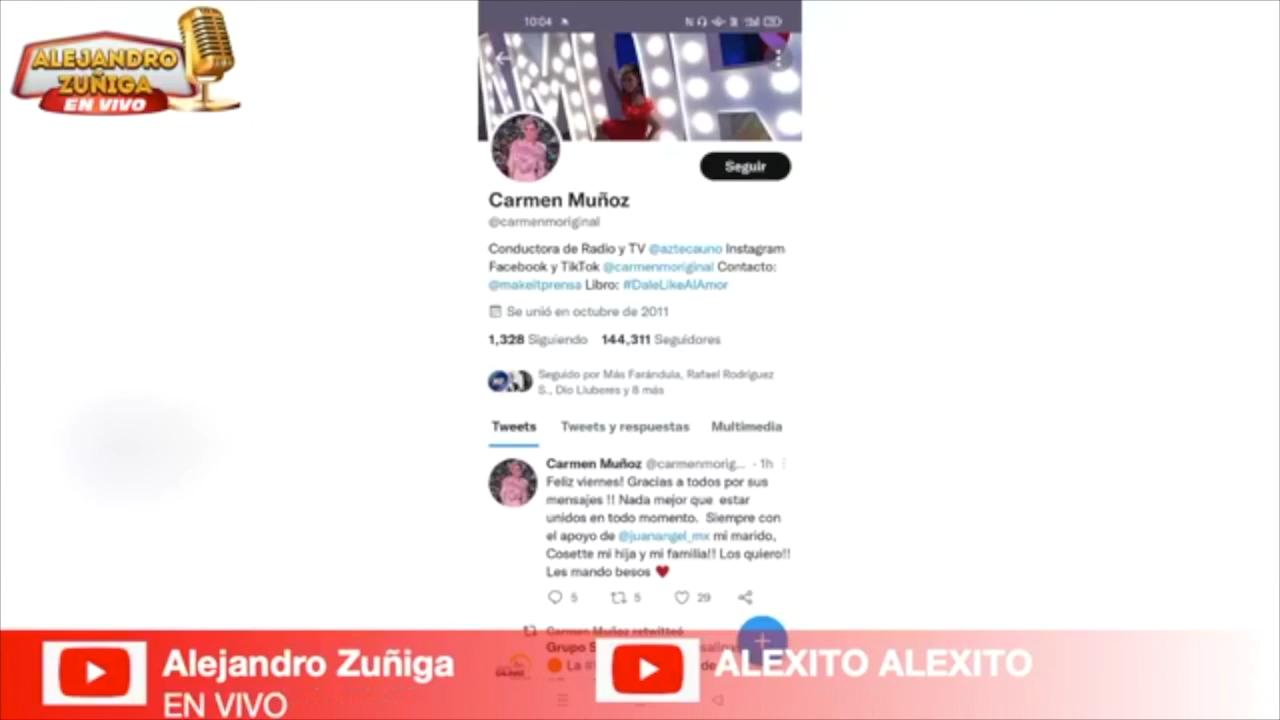 ALEJANDRO
ZUÑIGA
EN VIVO
10:04
Seguir
Carmen Muñoz
@carmenmoriginal
Conductora de Radio y TV @aztecauno Instagram
Facebook y TikTok @carmenmoriginal Contacto:
@makeitprensa Libro: #DaleLikeAlAmor
Se unió en octubre de 2011
1,328 Siguiendo 144,311 Seguidores
Seguido por Más Farándula, Rafael Rodríguez
S., Dio Lluberes y 8 más
Tweets Tweets y respuestas Multimedia
Carmen Muñoz @carmenmorig... · 1h
Feliz viernes! Gracias a todos por sus
mensajes !! Nada mejor que estar
unidos en todo momento. Siempre con
el apoyo de @juanangel_mx mi marido,
Cosette mi hija y mi familia!! Los quiero!!
Les mando besos ♥
5 5 29
Carmen Muñoz retwitteó
Grupo S
La
de
Alejandro Zuñiga
EN VIVO
ALEXITO ALEXITO